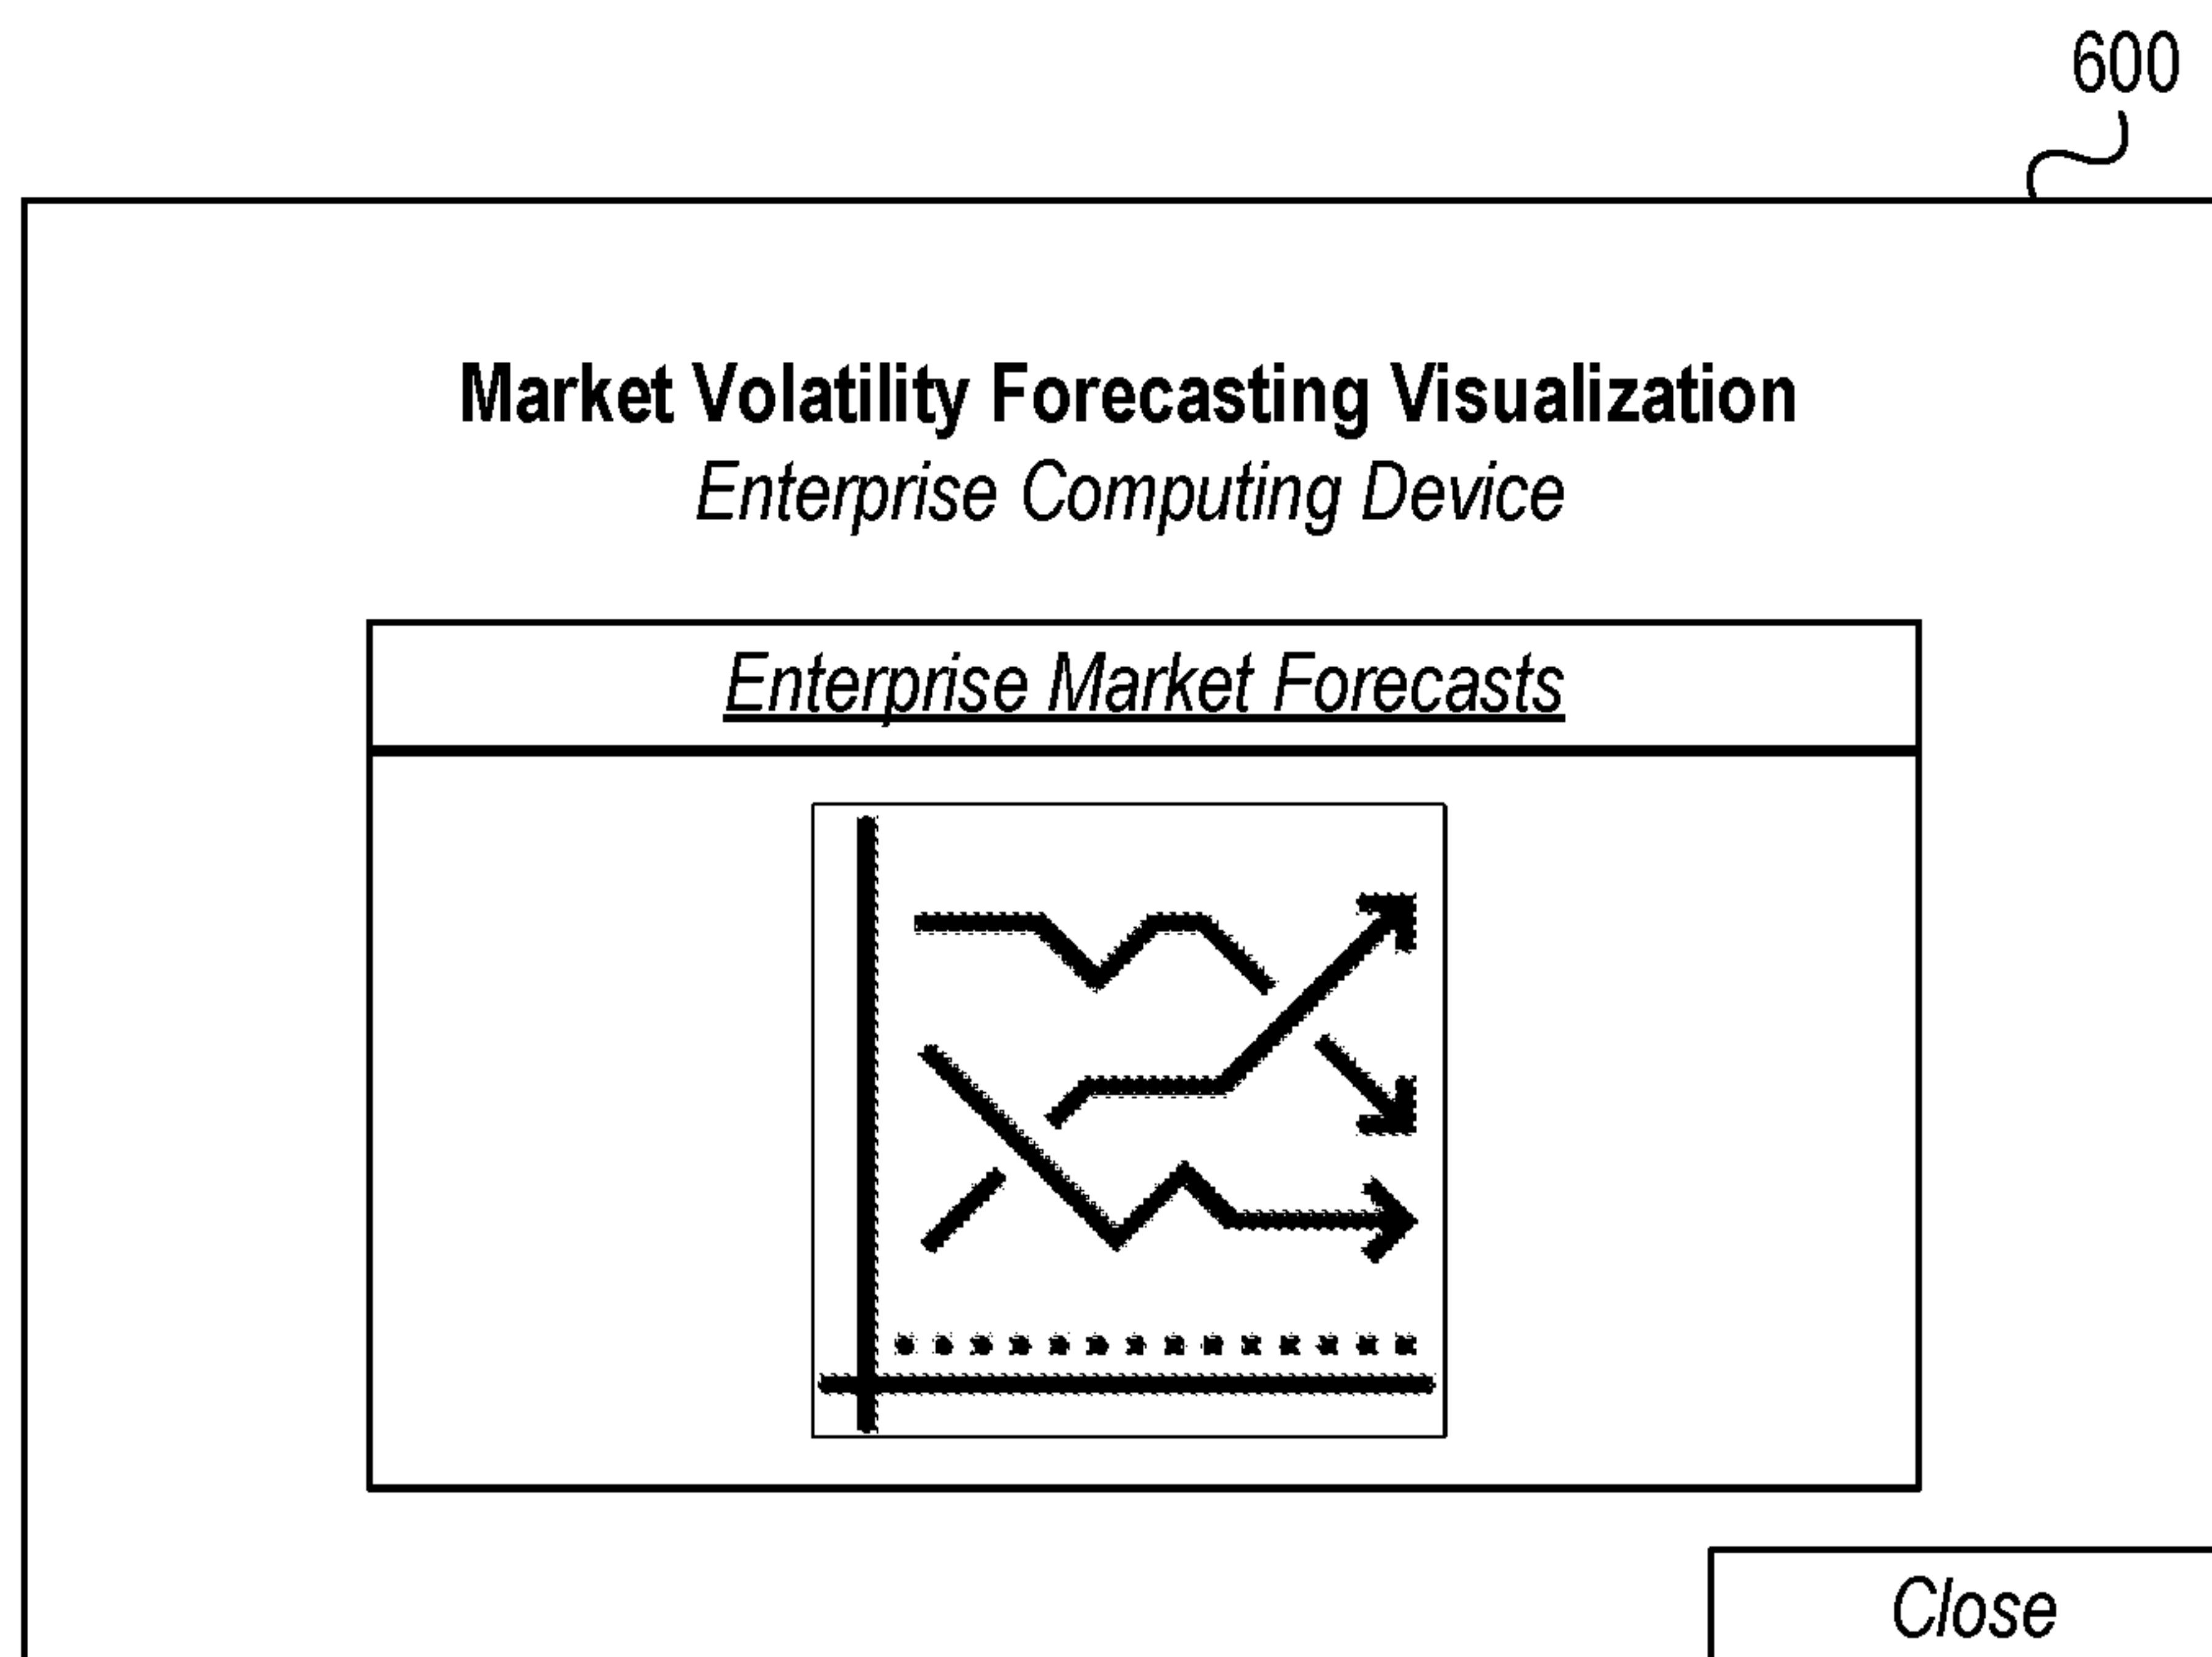 600
Market Volatility Forecasting Visualization
Enterprise Computing Device
Enterprise Market Forecasts
Close